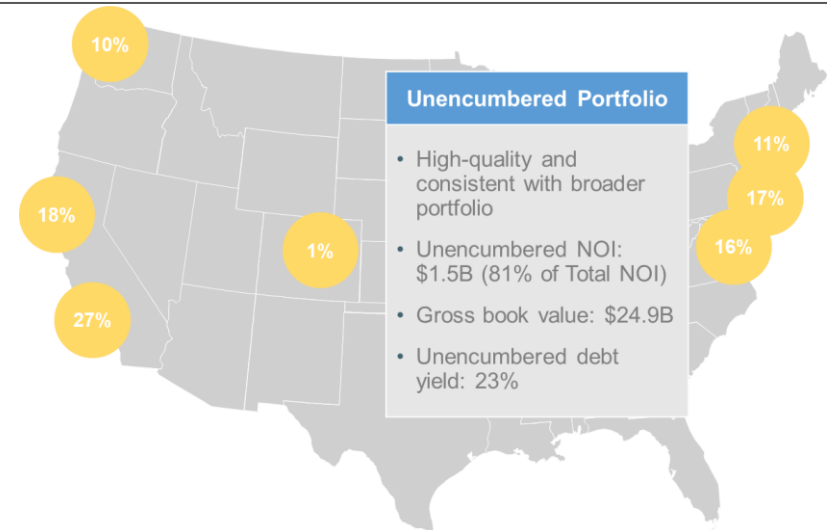 10%
Unencumbered Portfolio
11%
• High-quality and
consistent with broader
portfolio
17%
18%
16%
1%
• Unencumbered NOI:
$1.5B (81% of Total NOI)
27%
• Gross book value: $24.9B
• Unencumbered debt
yield: 23%